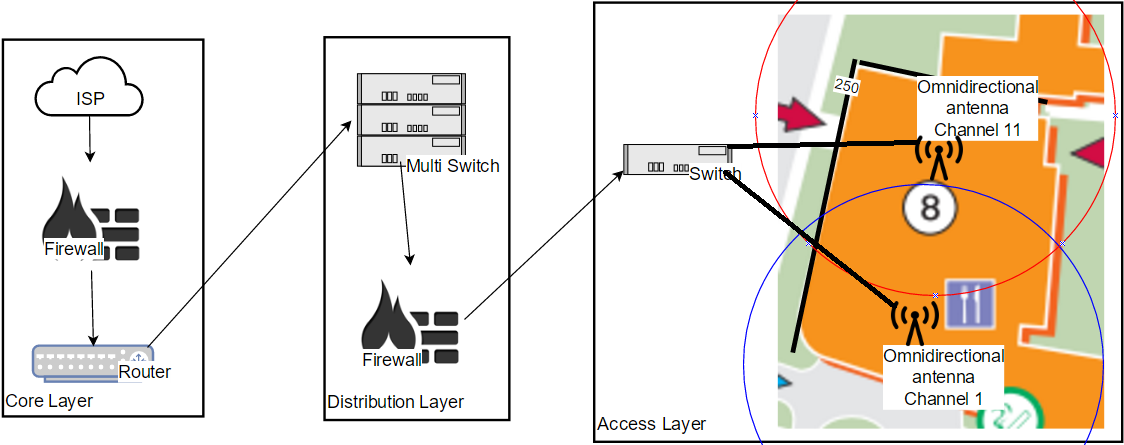 ISP
Firewall
Router
Core Layer
Multi Switch
Firewall
Distribution Layer
Switch
250
Omnidirectional
antenna
Channel 11
8
Omnidirectional
antenna
Channel 1
Access Layer